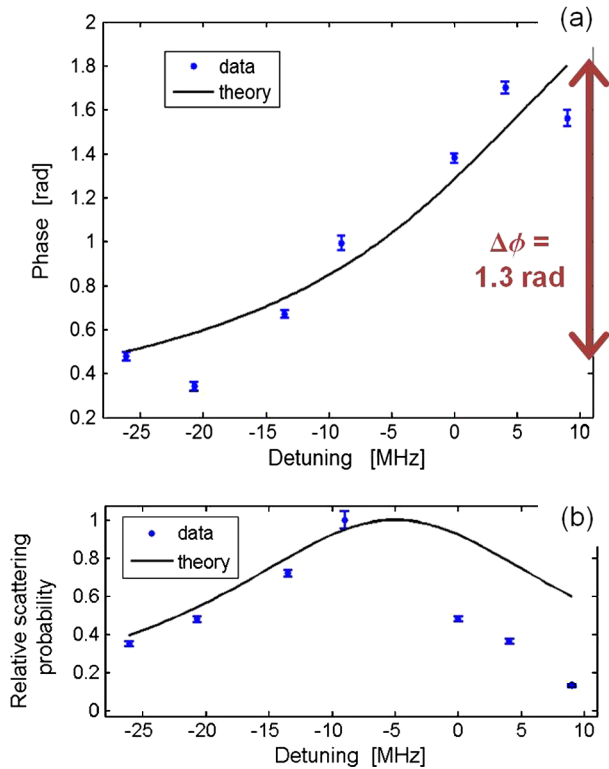 (a)
2
1.8
1.6
1.4
1.2
1
0.8
0.6
0.4
0.2
Phase [rad]
data
theory
Δϕ =
1.3 rad
-25 -20 -15 -10 -5 0 5 10
Detuning [MHz]
(b)
1
0.8
0.6
0.4
0.2
0
Relative scattering
probability
data
theory
-25 -20 -15 -10 -5 0 5 10
Detuning [MHz]